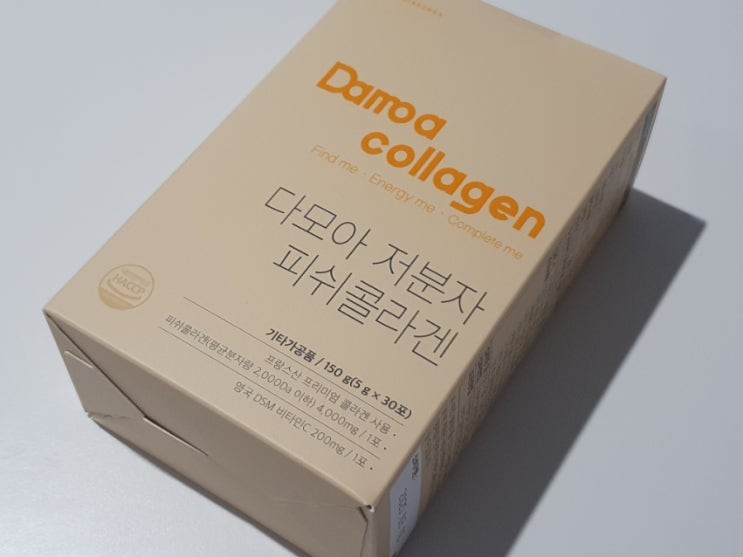 Damoa
collagen
Find me · Energy me · Complete me
다모아 저분자
피쉬콜라겐
HACCP
기타가공품 / 150 g(5 g × 30포)
프랑스산 프리미엄 콜라겐 사용 ·
피쉬콜라겐(평균분자량 2,000Da 이하) 4,000mg / 1포 ·
영국 DSM 비타민C 200mg / 1포 ·